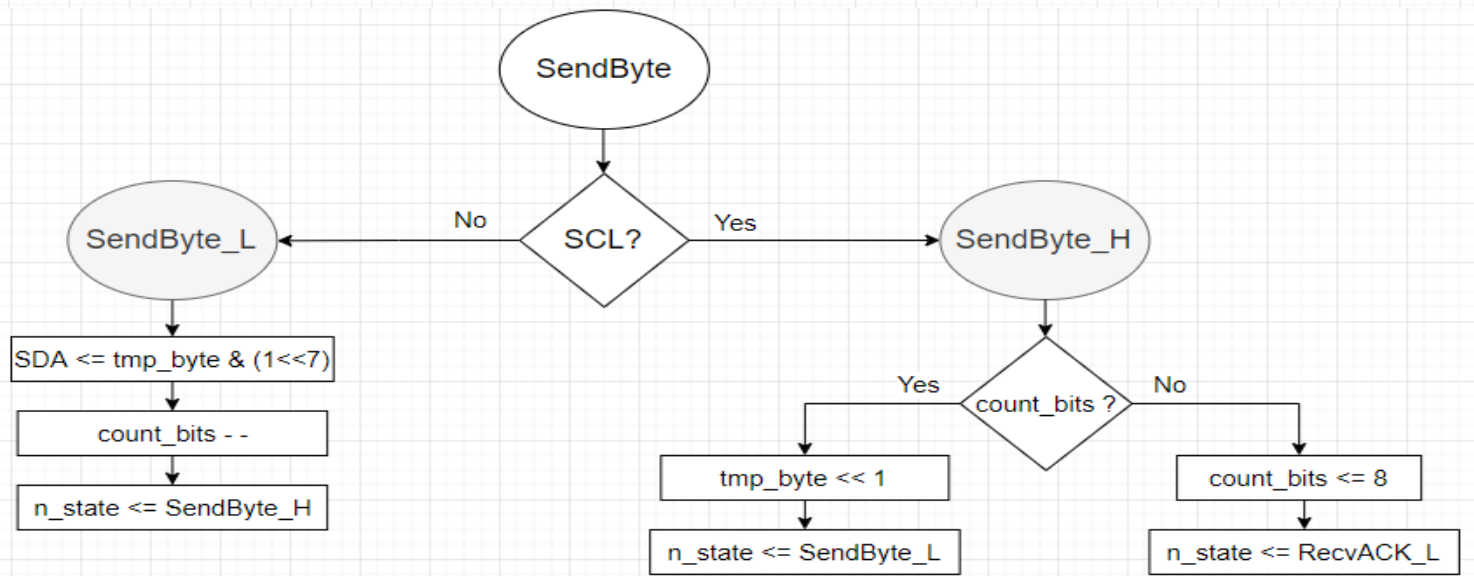 SendByte
No
Yes
SendByte_L
SCL?
SendByte_H
SDA <= tmp_byte & (1<<7)
count_bits - -
n_state <= SendByte_H
Yes
No
count_bits ?
tmp_byte << 1
count_bits <= 8
n_state <= SendByte_L
n_state <= RecvACK_L